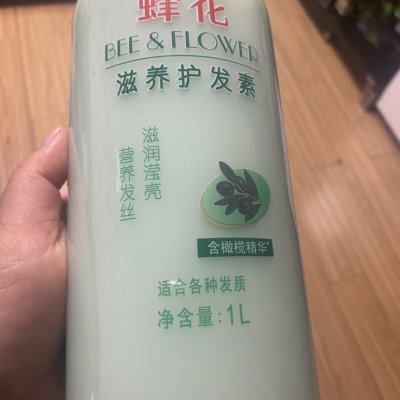 蜂花
BEE & FLOWER
滋养护发素
滋润莹亮
营养发丝
含橄榄精华*
适合各种发质
净含量:1L